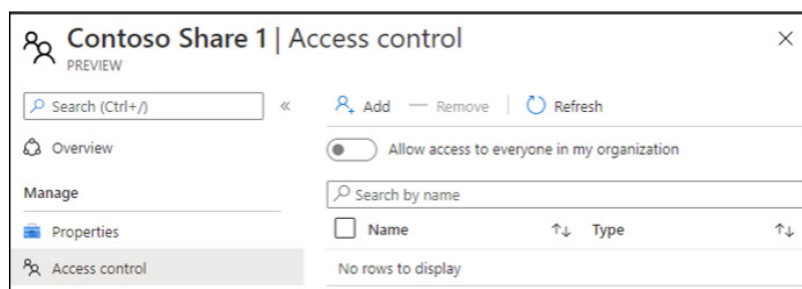 Contoso Share 1 | Access control
PREVIEW
Search (Ctrl+/)
«
Add
Remove
Refresh
Overview
Allow access to everyone in my organization
Manage
Search by name
Properties
Name
Type
Access control
No rows to display